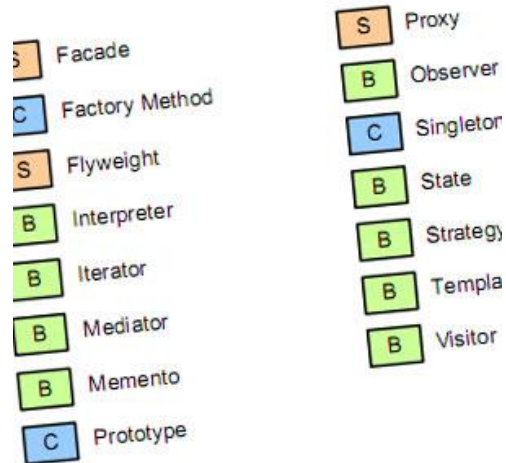 S Facade
C Factory Method
S Flyweight
B Interpreter
B Iterator
B Mediator
B Memento
C Prototype
S Proxy
B Observer
C Singleton
B State
B Strategy
B Templa
B Visitor